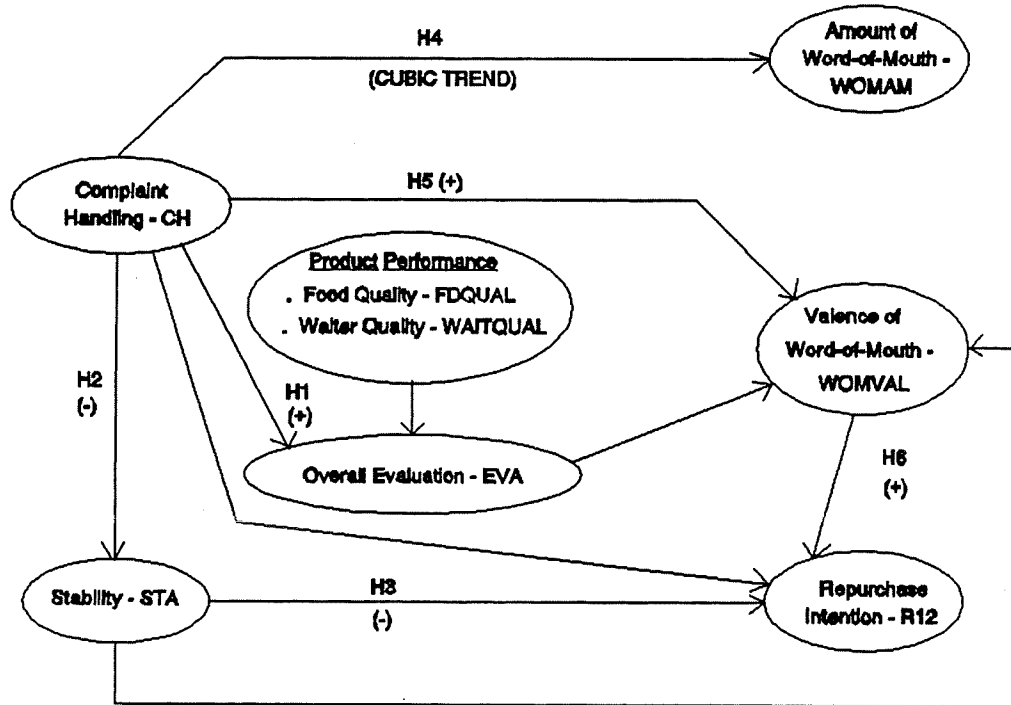 H4
(CUBIC TREND)
Amount of
Word-of-Mouth -
WOMAM
Complaint
Handling - CH
H5 (+)
Product Performance
. Food Quality - FDQUAL
. Waiter Quality - WAITQUAL
Valence of
Word-of-Mouth -
WOMVAL
H2
(-)
H1
(+)
Overall Evaluation - EVA
H6
(+)
Stability - STA
H3
(-)
Repurchase
Intention - R12